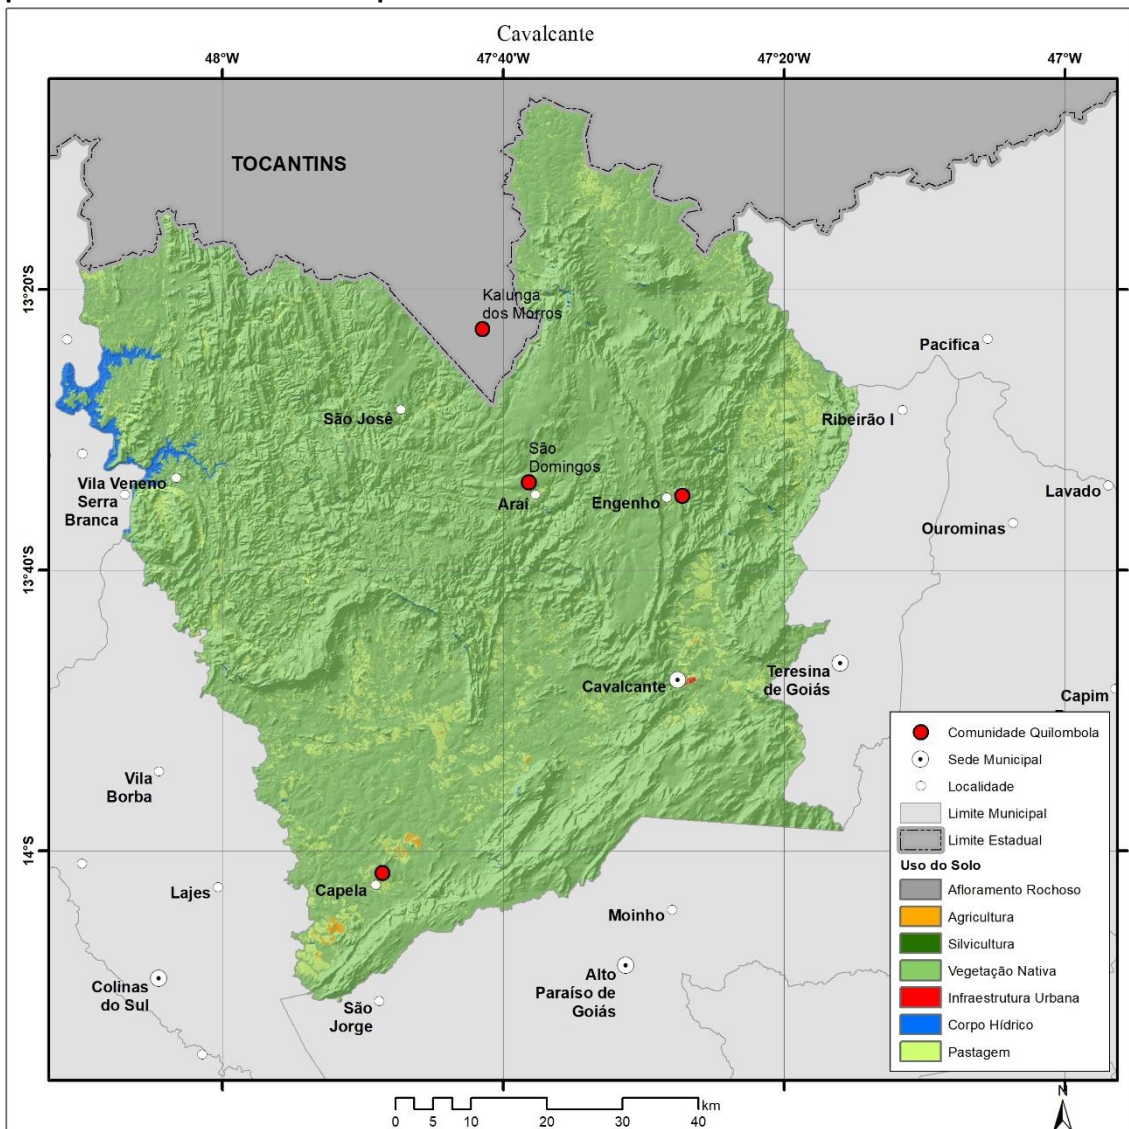 Cavalcante
48°W
47°40'W
47°20'W
47°W
TOCANTINS
13°20'S
Kalunga
dos Morros
Pacifica
São José
Ribeirão I
São
Domingos
Vila Veneno
Serra
Branca
Araí
Engenho
Lavado
Ourominas
13°40'S
Teresina
de Goiás
Cavalcante
Capim
Vila
Borba
14°S
Capela
Lajes
Moinho
Colinas
do Sul
Alto
Paraíso de
Goiás
São
Jorge
Comunidade Quilombola
Sede Municipal
Localidade
Limite Municipal
Limite Estadual
Uso do Solo
Afloramento Rochoso
Agricultura
Silvicultura
Vegetação Nativa
Infraestrutura Urbana
Corpo Hídrico
Pastagem
km
0 5 10 20 30 40
N